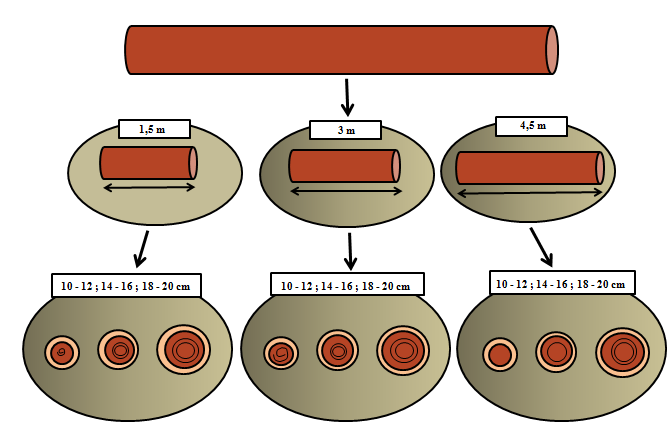 1,5 m
3 m
4,5 m
10 - 12 ; 14 - 16 ; 18 - 20 cm
10 - 12 ; 14 - 16 ; 18 - 20 cm
10 - 12 ; 14 - 16 ; 18 - 20 cm